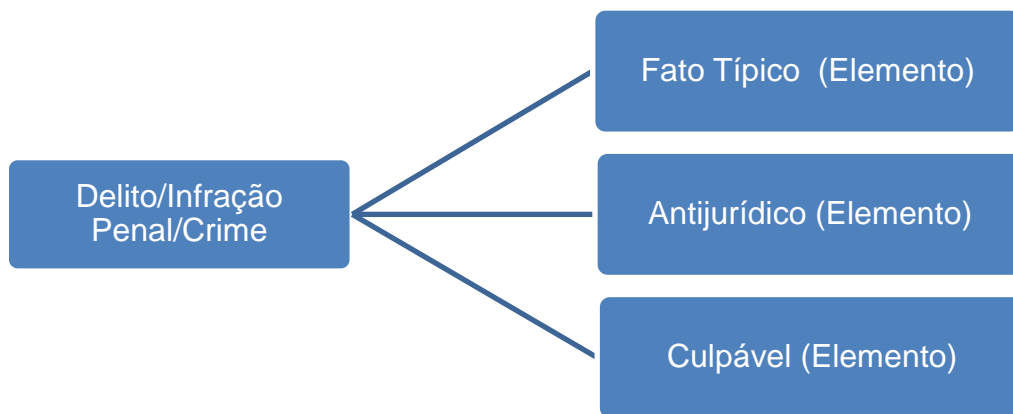 Fato Típico (Elemento)
Delito/Infração
Penal/Crime
Antijurídico (Elemento)
Culpável (Elemento)